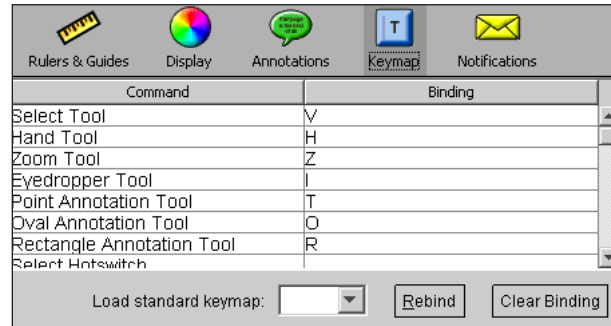 Rulers & Guides Display Annotations Keymap Notifications
Command Binding
Select Tool V
Hand Tool H
Zoom Tool Z
Eyedropper Tool I
Point Annotation Tool T
Oval Annotation Tool O
Rectangle Annotation Tool R
Select Hotswitch
Load standard keymap: Rebind Clear Binding